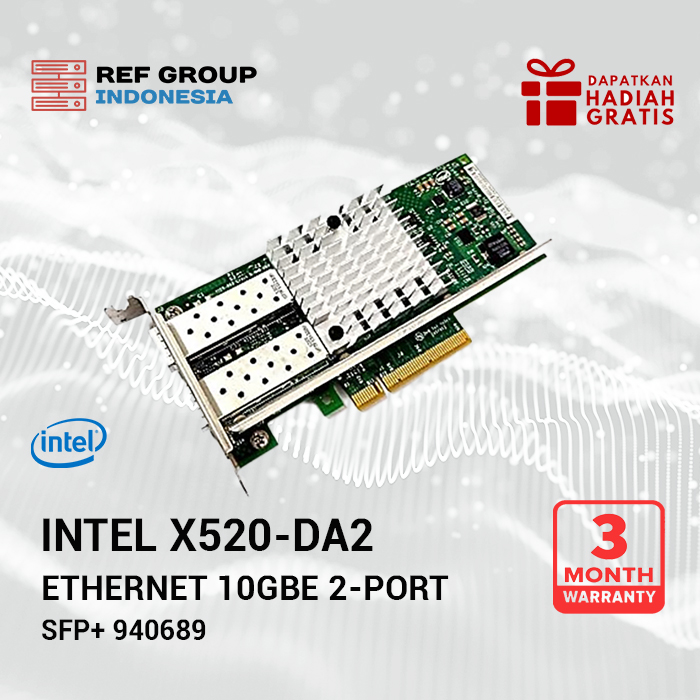 REF GROUP
INDONESIA
DAPATKAN
HADIAH
GRATIS
intel
INTEL X520-DA2
ETHERNET 10GBE 2-PORT
SFP+ 940689
3
MONTH
WARRANTY